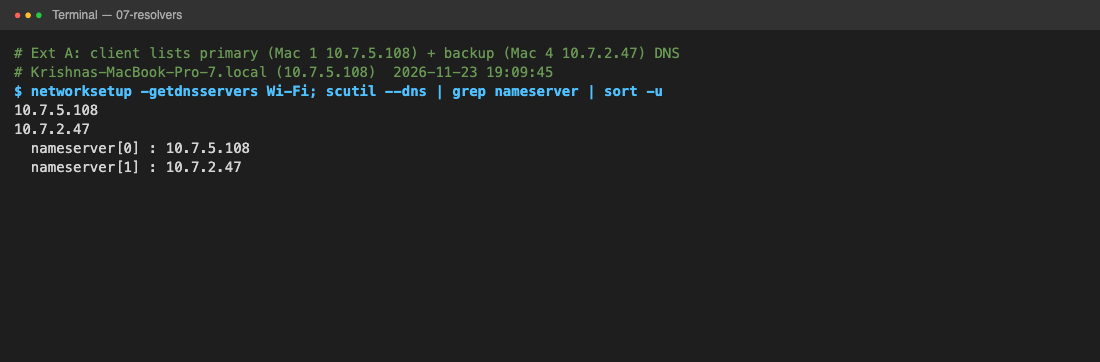 Terminal — 07-resolvers
# Ext A: client lists primary (Mac 1 10.7.5.108) + backup (Mac 4 10.7.2.47) DNS
# Krishnas-MacBook-Pro-7.local (10.7.5.108)  2026-11-23 19:09:45
$ networksetup -getdnsservers Wi-Fi; scutil --dns | grep nameserver | sort -u
10.7.5.108
10.7.2.47
  nameserver[0] : 10.7.5.108
  nameserver[1] : 10.7.2.47